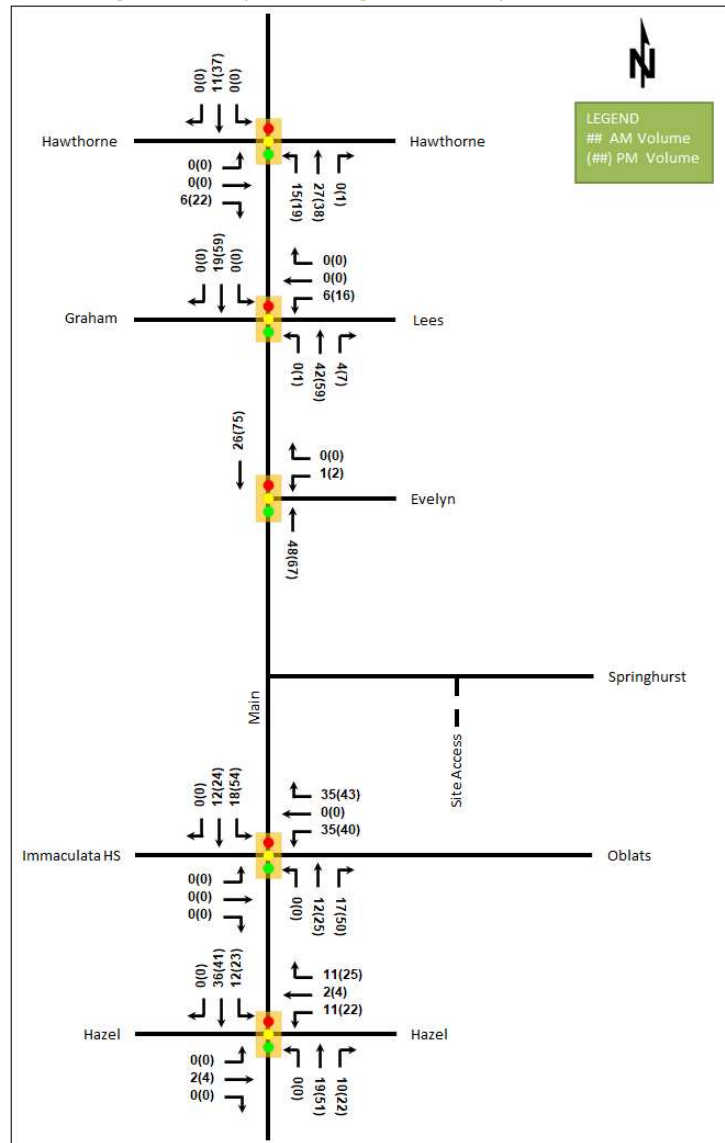 N
LEGEND
## AM Volume
(##) PM Volume
0(0)
11(37)
0(0)
Hawthorne
Hawthorne
0(0)
0(0)
6(22)
15(19)
27(38)
0(1)
0(0)
19(59)
0(0)
0(0)
0(0)
6(16)
Graham
Lees
0(1)
42(59)
4(7)
26(75)
0(0)
1(2)
Evelyn
48(67)
Springhurst
Main
Site Access
0(0)
12(24)
18(54)
35(43)
0(0)
35(40)
Immaculata HS
Oblats
0(0)
0(0)
0(0)
0(0)
12(25)
17(50)
0(0)
36(41)
12(23)
11(25)
2(4)
11(22)
Hazel
Hazel
0(0)
2(4)
0(0)
0(0)
19(51)
10(22)